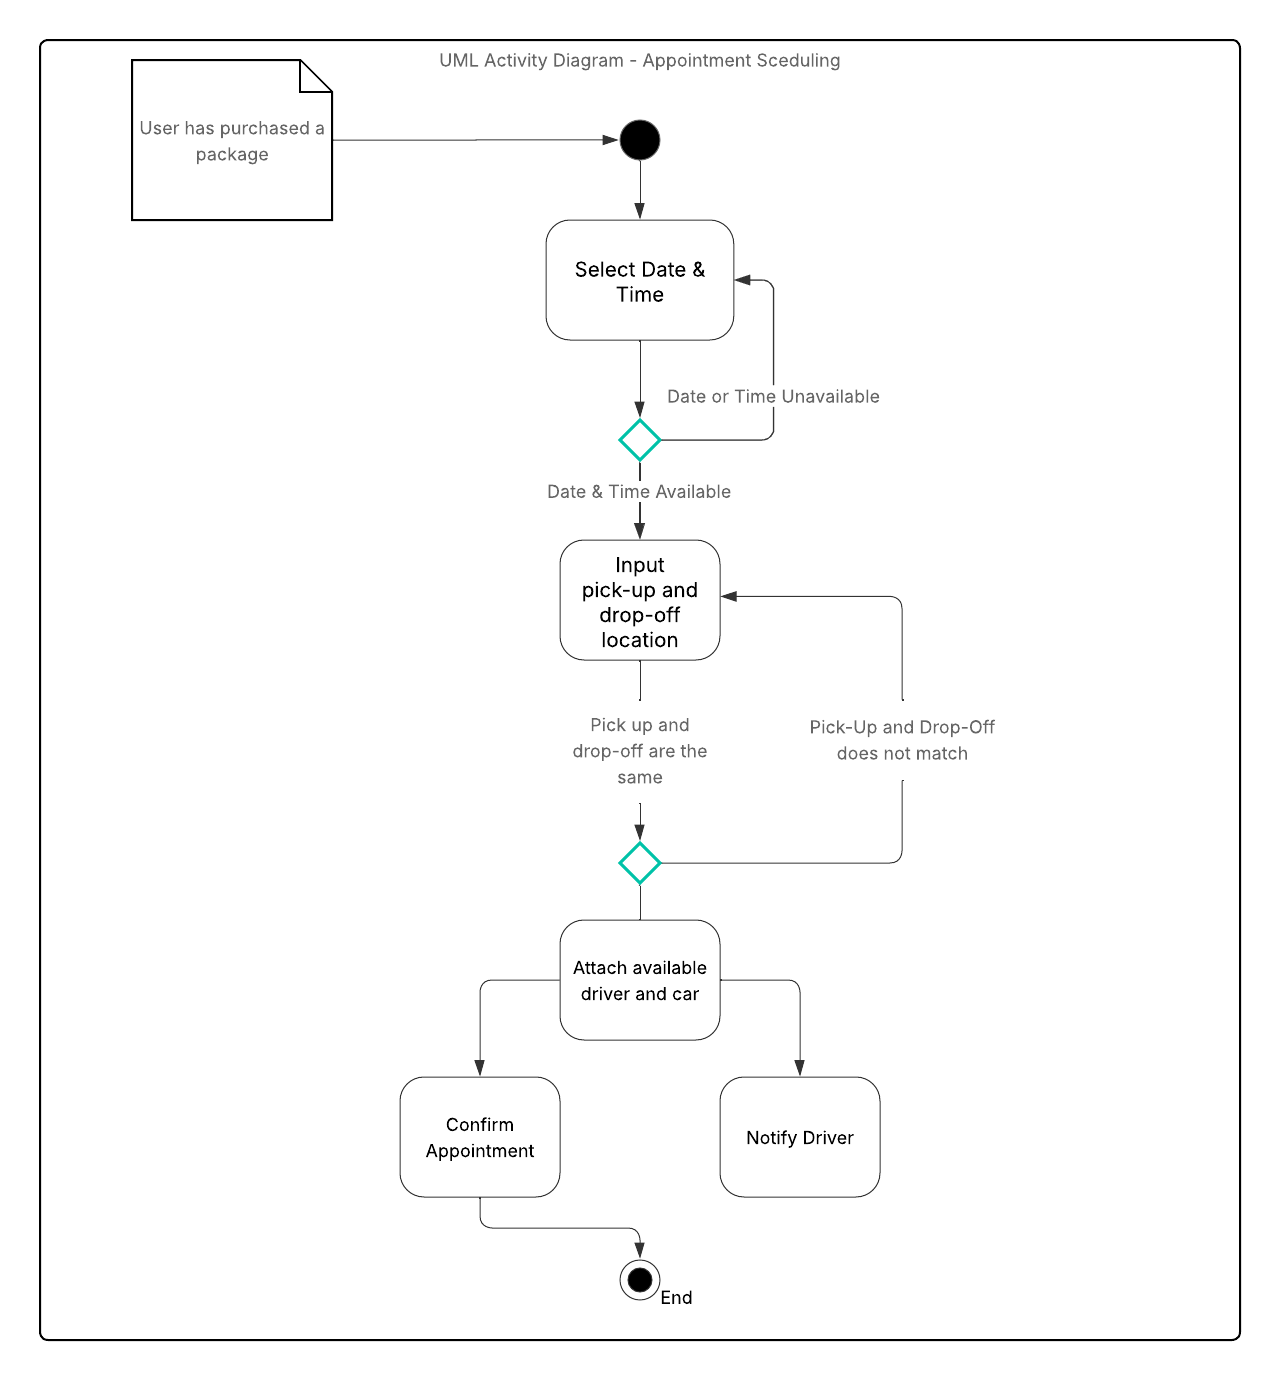 UML Activity Diagram - Appointment Sceduling
User has purchased a
package
Select Date &
Time
Date or Time Unavailable
Date & Time Available
Input
pick-up and
drop-off
location
Pick up and
drop-off are the
same
Pick-Up and Drop-Off
does not match
Attach available
driver and car
Confirm
Appointment
Notify Driver
End